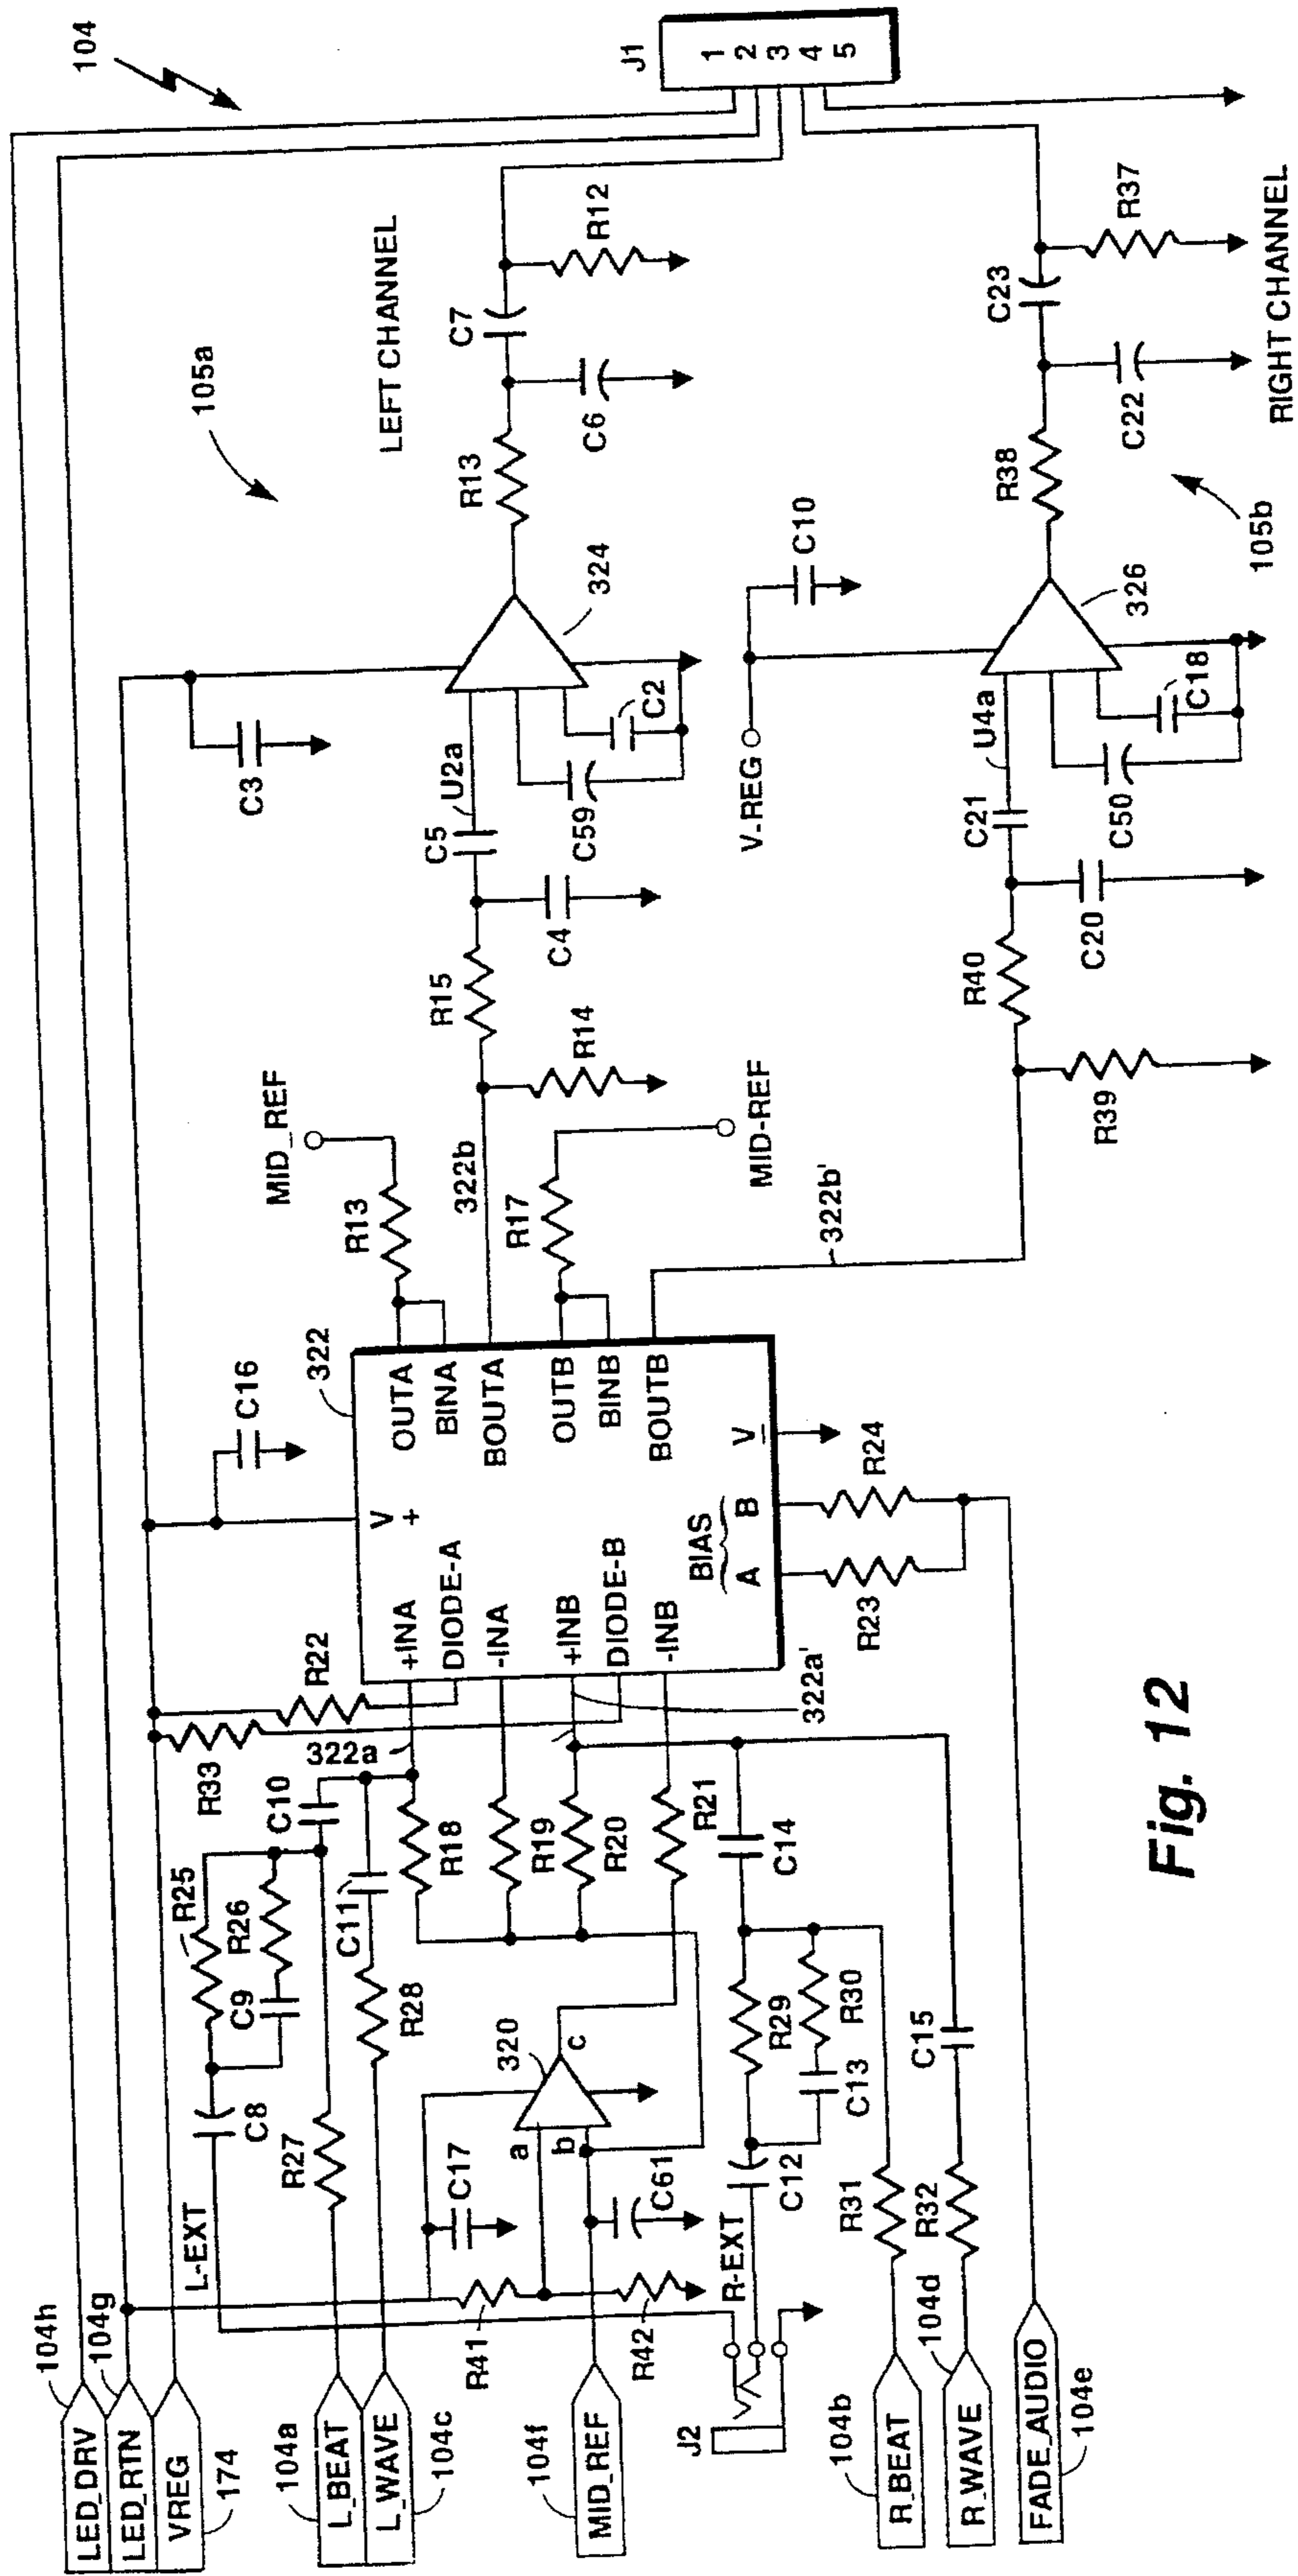 104h
LED_DRV
104g
LED_RTN
VREG
174
104a
L_BEAT
L_WAVE
104c
104f
MID_REF
J2
104b
R_BEAT
104d
R_WAVE
FADE_AUDIO
104e
L-EXT
C8
R25
C9
R26
C10
R27
C11
R28
R33
R22
322a
R18
R19
R20
R21
R41
R42
C17
C61
320
a
b
c
R-EXT
C12
R29
C13
R30
C14
R31
R32
C15
322a'
+INA
DIODE-A
-INA
+INB
DIODE-B
-INB
V
+
BIAS
A
B
V
-
R23
R24
OUTA
BINA
BOUTA
OUTB
BINB
BOUTB
322
C16
R13
MID_REF
322b
R17
MID-REF
322b'
R14
R15
C4
C5
U2a
C59
C2
C3
324
R13
C6
C7
R12
105a
LEFT CHANNEL
R39
R40
C20
C21
U4a
C50
C18
V-REG
C10
326
R38
C22
C23
R37
105b
RIGHT CHANNEL
104
J1
1
2
3
4
5
Fig. 12